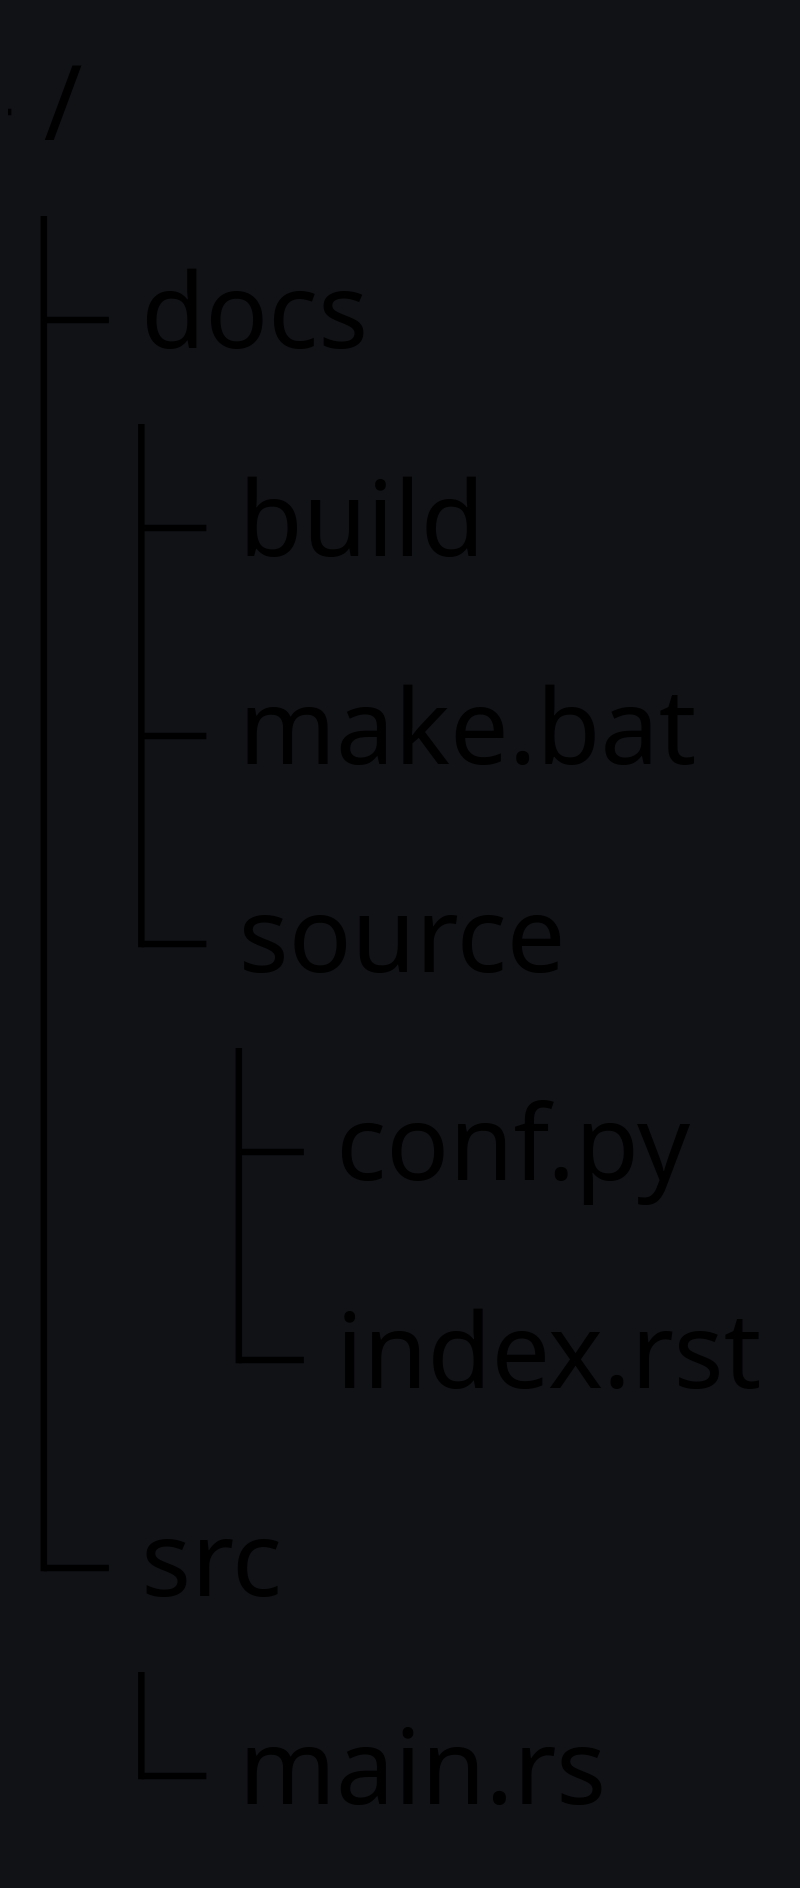 /
docs
build
make.bat
source
conf.py
index.rst
src
main.rs